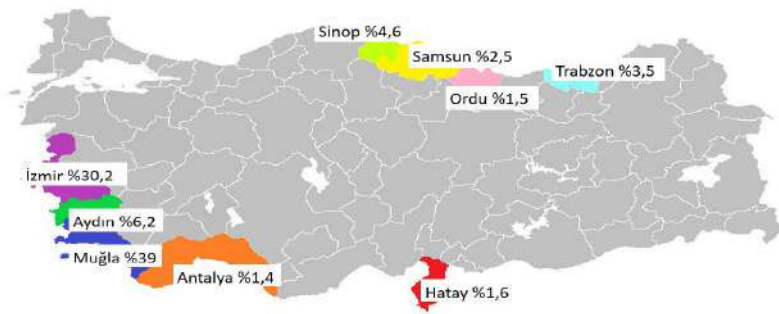 Sinop %4,6
Samsun %2,5
Trabzon %3,5
Ordu %1,5
İzmir %30,2
Aydın %6,2
Muğla %39
Antalya %1,4
Hatay %1,6